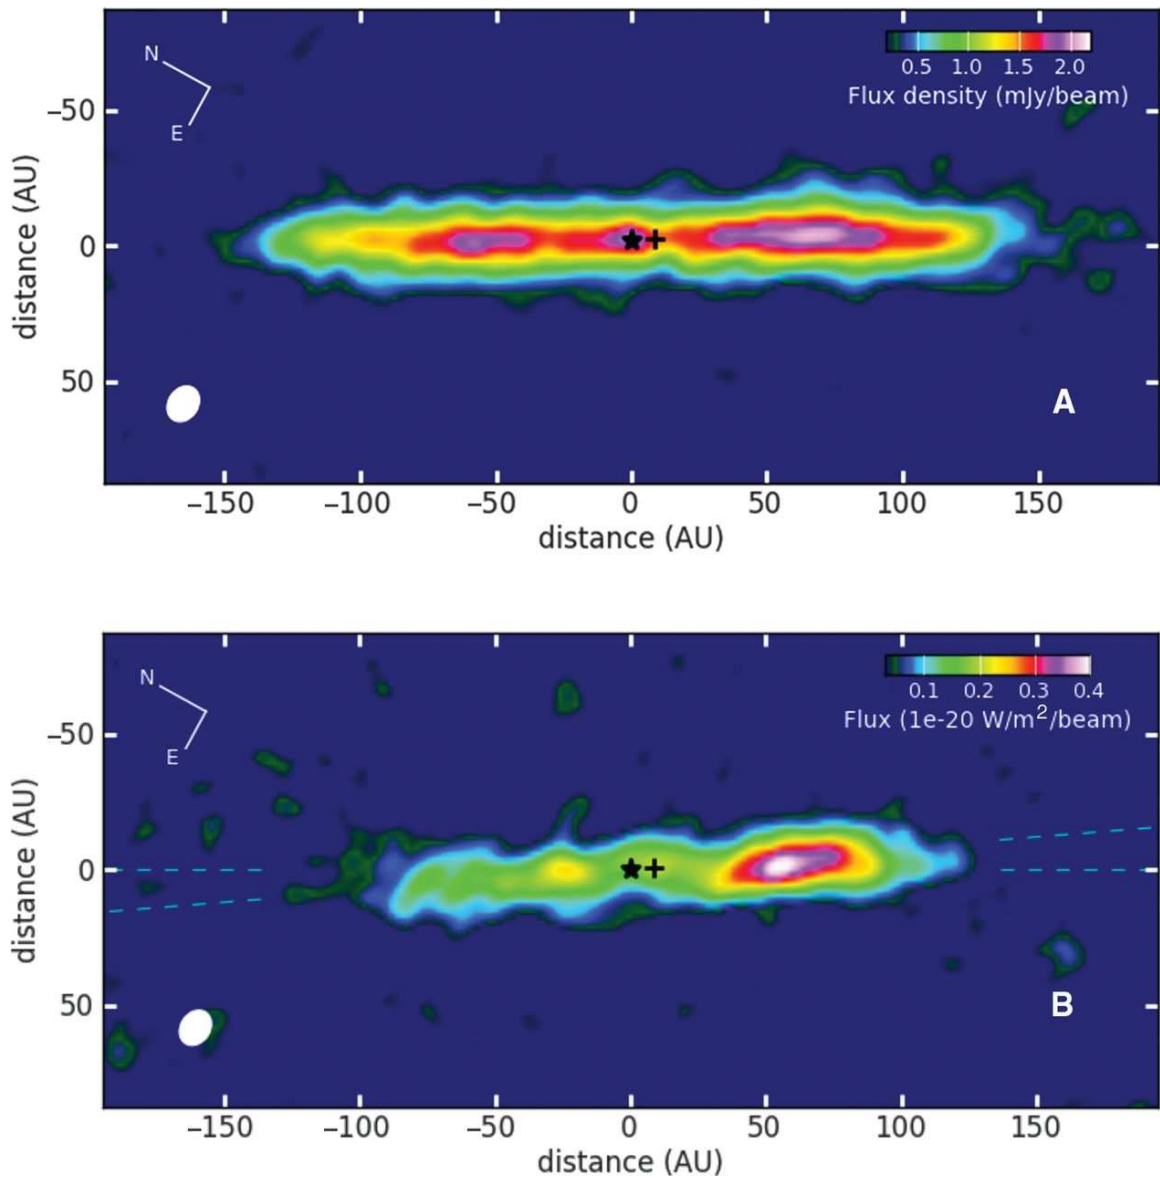 N
E
0.5 1.0 1.5 2.0
Flux density (mJy/beam)
−50
0
50
distance (AU)
A
−150 −100 −50 0 50 100 150
distance (AU)
N
E
0.1 0.2 0.3 0.4
Flux (1e-20 W/m²/beam)
−50
0
50
distance (AU)
B
−150 −100 −50 0 50 100 150
distance (AU)